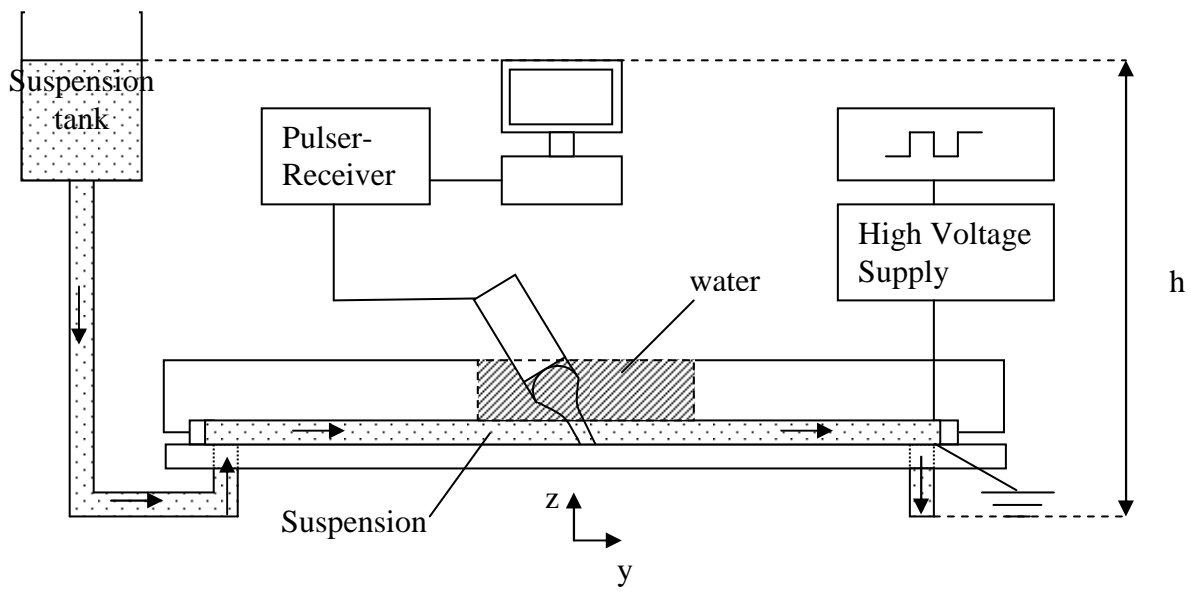 Suspension
tank
Pulser-
Receiver
High Voltage
Supply
water
h
Suspension
z
y